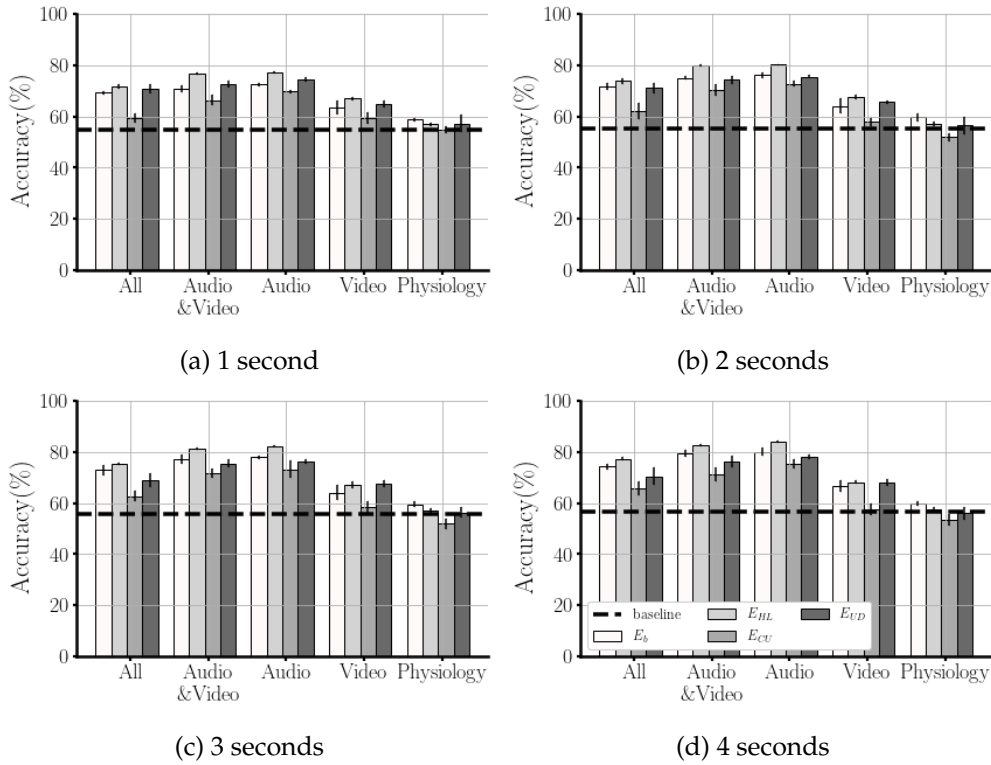 100
80
60
40
20
0
Accuracy(%)
All
Audio
&Video
Audio
Video
Physiology
(a) 1 second
100
80
60
40
20
0
Accuracy(%)
All
Audio
&Video
Audio
Video
Physiology
(b) 2 seconds
100
80
60
40
20
0
Accuracy(%)
All
Audio
&Video
Audio
Video
Physiology
(c) 3 seconds
100
80
60
40
20
0
Accuracy(%)
baseline
E_b
E_HL
E_CU
E_UD
All
Audio
&Video
Audio
Video
Physiology
(d) 4 seconds